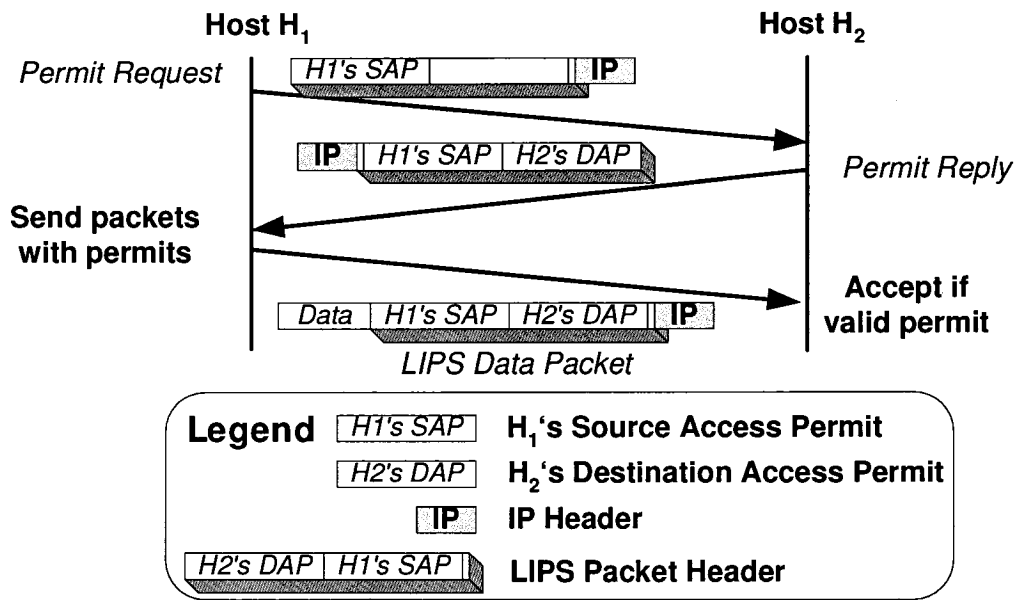 Host H1 Host H2
Permit Request H1's SAP IP
IP H1's SAP H2's DAP
Permit Reply
Send packets
with permits
Accept if
valid permit
Data H1's SAP H2's DAP IP
LIPS Data Packet
Legend H1's SAP H1's Source Access Permit
H2's DAP H2's Destination Access Permit
IP IP Header
H2's DAP H1's SAP LIPS Packet Header